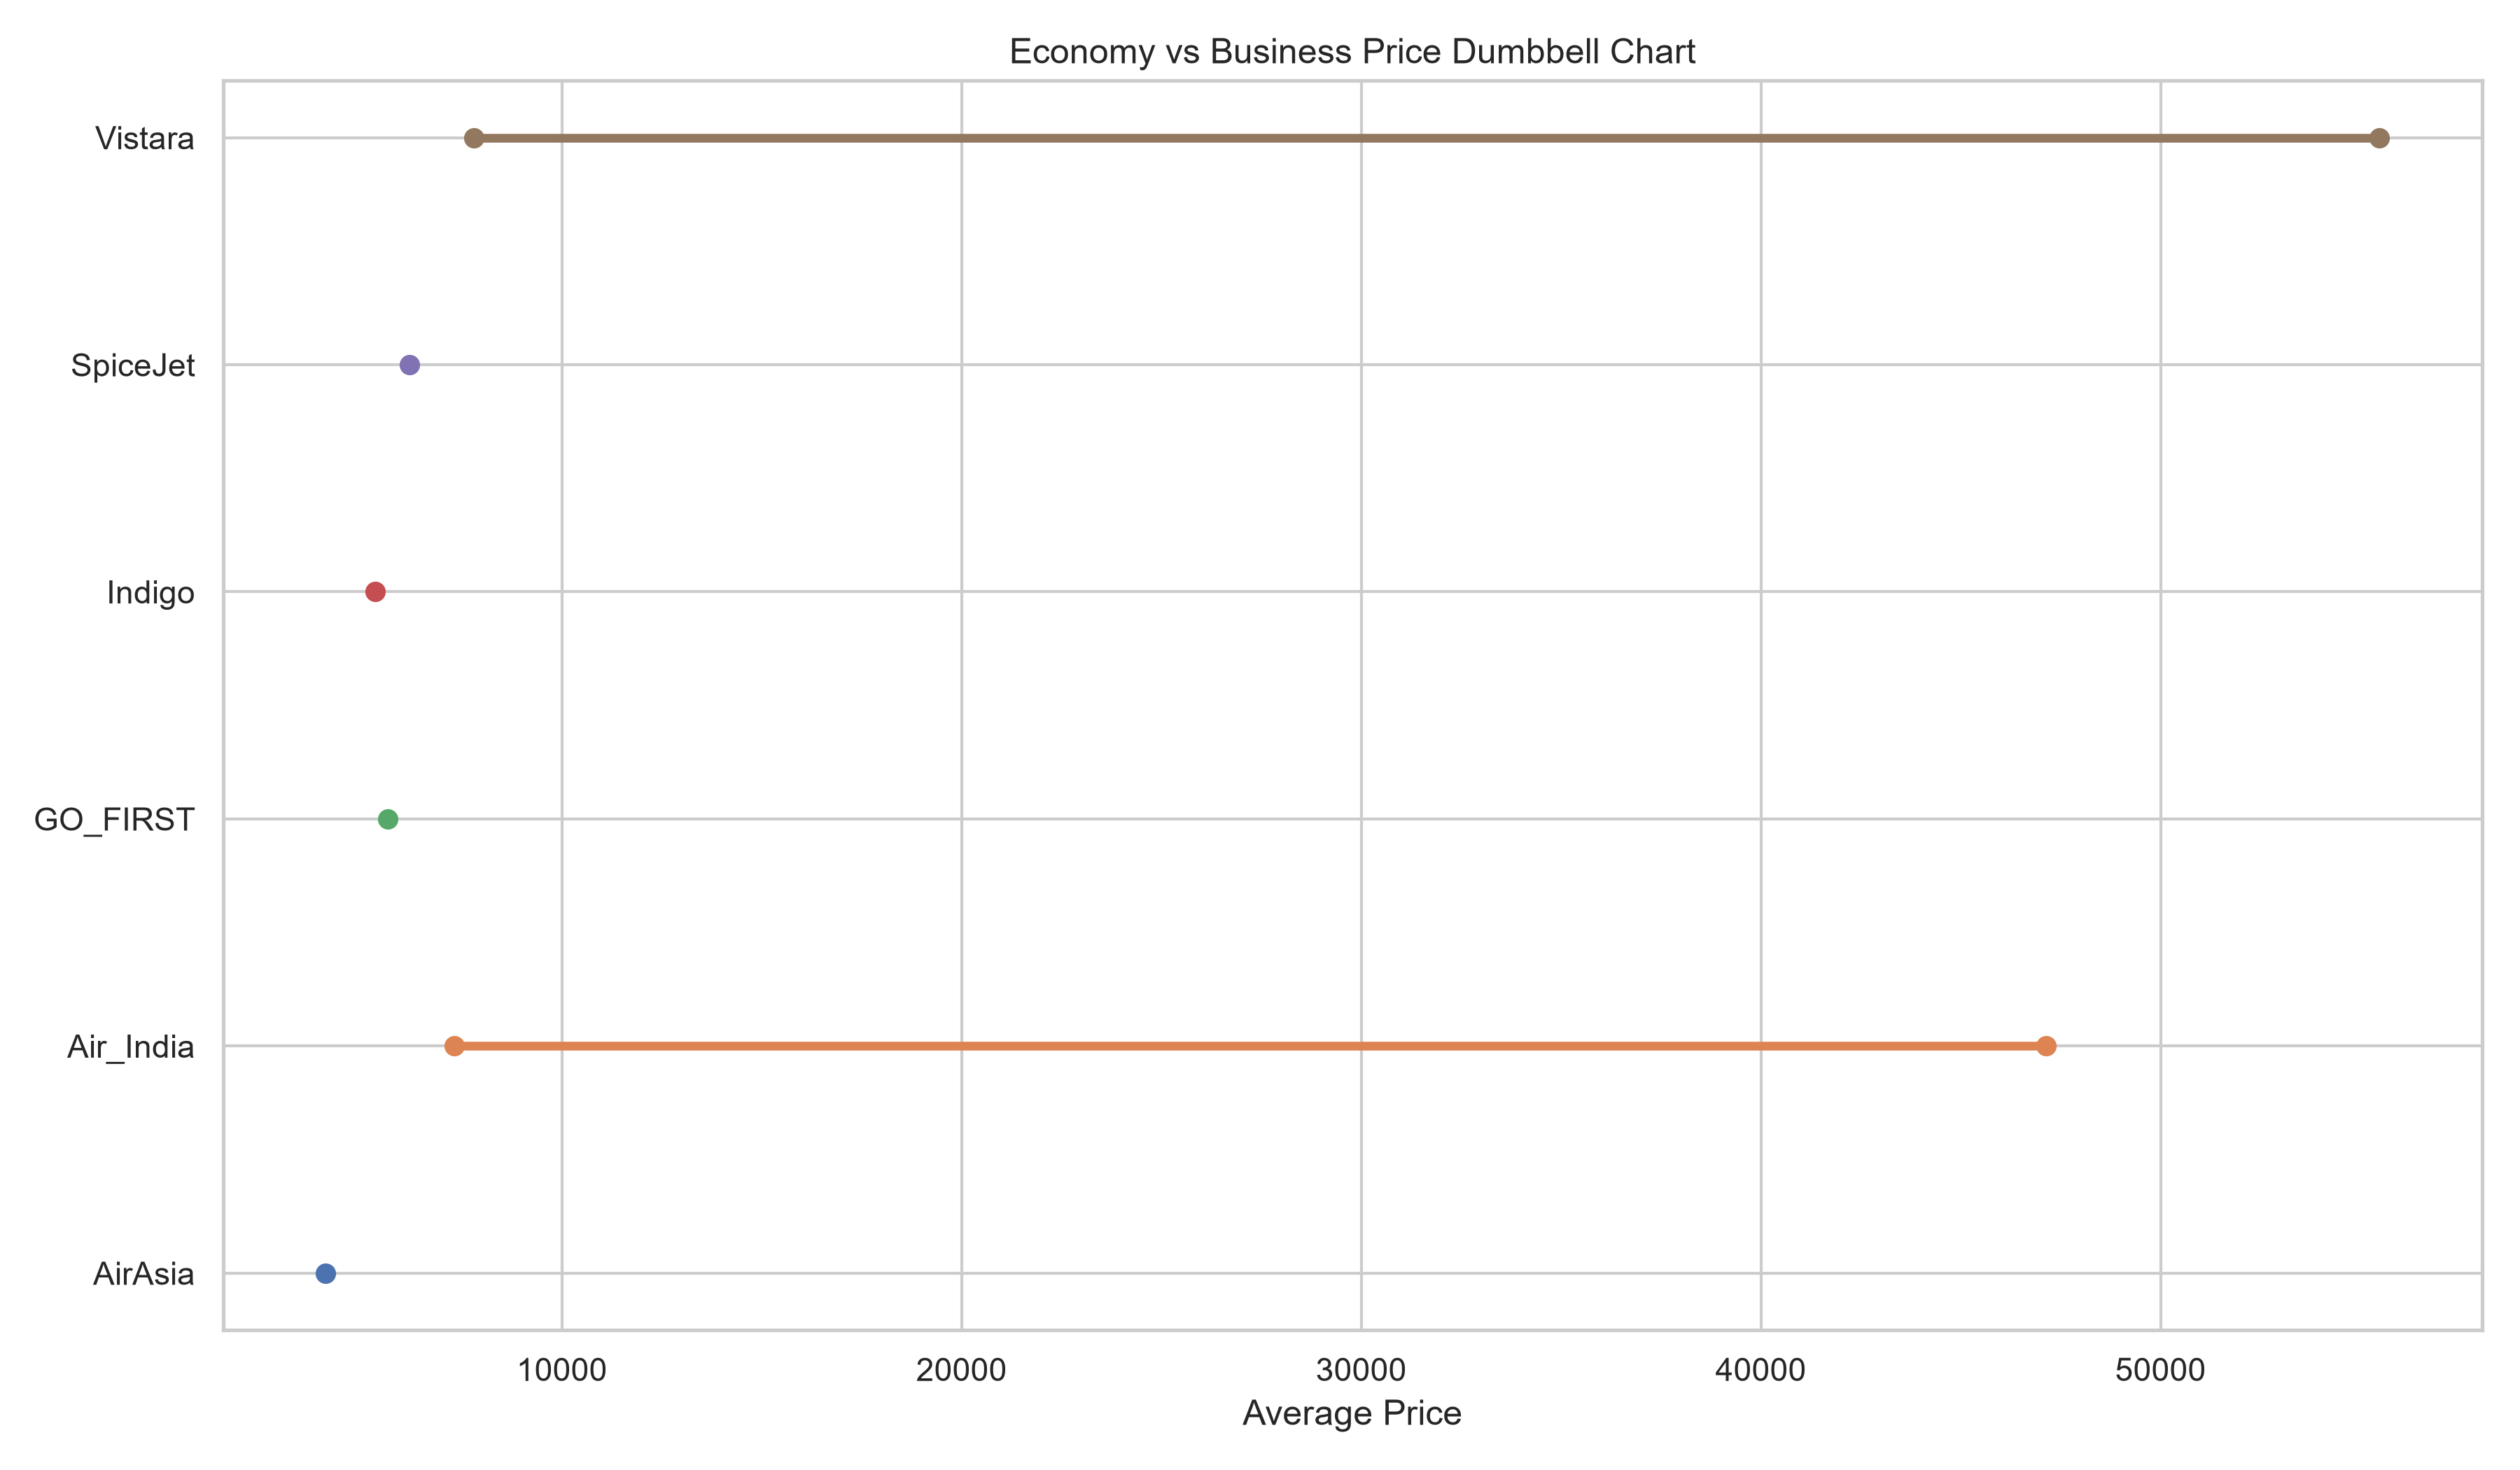 Economy vs Business Price Dumbbell Chart
Vistara
SpiceJet
Indigo
GO_FIRST
Air_India
AirAsia
10000 20000 30000 40000 50000
Average Price